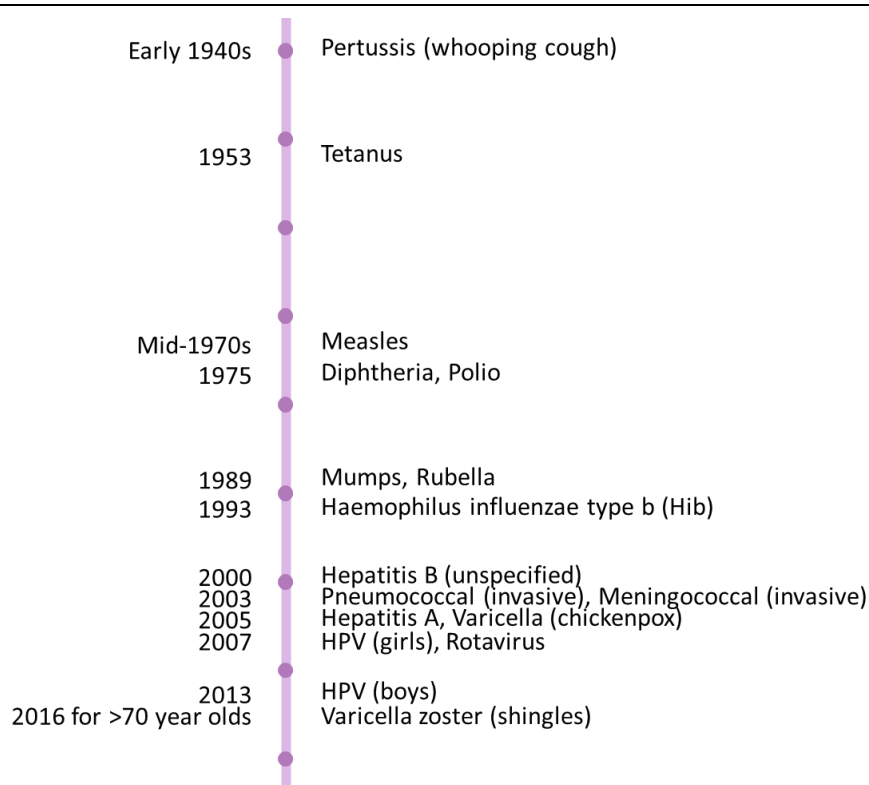 Early 1940s Pertussis (whooping cough)
1953 Tetanus
Mid-1970s Measles
1975 Diphtheria, Polio
1989 Mumps, Rubella
1993 Haemophilus influenzae type b (Hib)
2000 Hepatitis B (unspecified)
2003 Pneumococcal (invasive), Meningococcal (invasive)
2005 Hepatitis A, Varicella (chickenpox)
2007 HPV (girls), Rotavirus
2013 HPV (boys)
2016 for >70 year olds Varicella zoster (shingles)